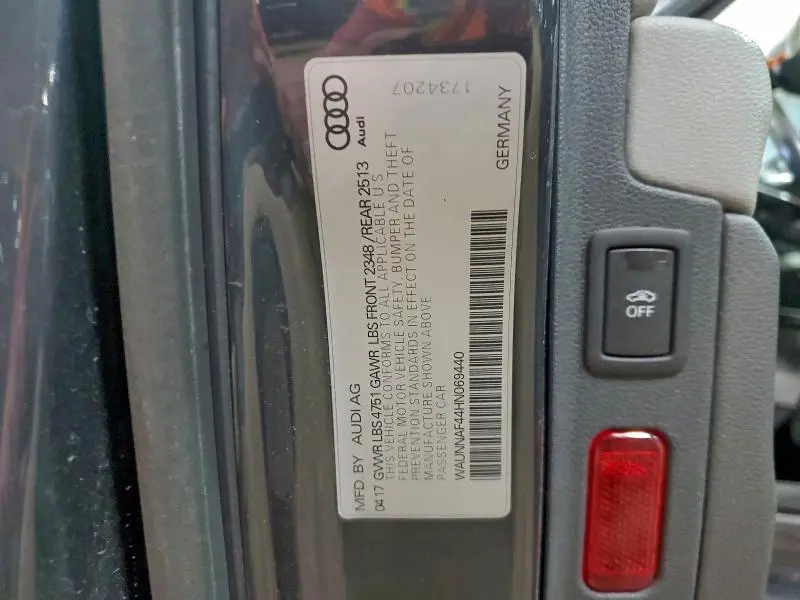 Audi
MFD. BY AUDI AG
04 17 GVWR LBS 4751 GAWR LBS FRONT 2348 / REAR 2513
THIS VEHICLE CONFORMS TO ALL APPLICABLE U S
FEDERAL MOTOR VEHICLE SAFETY, BUMPER AND THEFT
PREVENTION STANDARDS IN EFFECT ON THE DATE OF
MANUFACTURE SHOWN ABOVE
PASSENGER CAR
WAUNNAF44HN069440
GERMANY
1734207
OFF